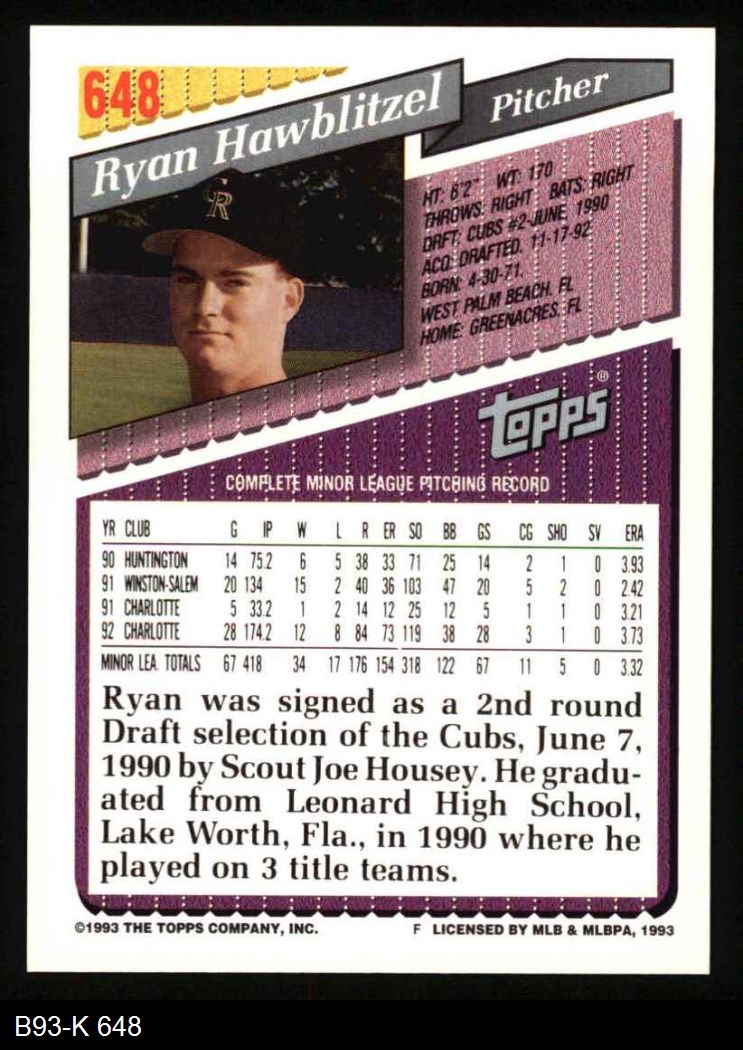 648
Ryan Hawblitzel
Pitcher
CR
HT: 6'2" WT: 170
THROWS: RIGHT BATS: RIGHT
DRFT: CUBS #2-JUNE, 1990
ACQ: DRAFTED, 11-17-92
BORN: 4-30-71,
WEST PALM BEACH, FL
HOME: GREENACRES, FL
TOPPS®
COMPLETE MINOR LEAGUE PITCHING RECORD
YR CLUB G IP W L R ER SO BB GS CG SHO SV ERA
90 HUNTINGTON 14 75.2 6 5 38 33 71 25 14 2 1 0 3.93
91 WINSTON-SALEM 20 134 15 2 40 36 103 47 20 5 2 0 2.42
91 CHARLOTTE 5 33.2 1 2 14 12 25 12 5 1 1 0 3.21
92 CHARLOTTE 28 174.2 12 8 84 73 119 38 28 3 1 0 3.73
MINOR LEA. TOTALS 67 418 34 17 176 154 318 122 67 11 5 0 3.32
Ryan was signed as a 2nd round
Draft selection of the Cubs, June 7,
1990 by Scout Joe Housey. He gradu-
ated from Leonard High School,
Lake Worth, Fla., in 1990 where he
played on 3 title teams.
©1993 THE TOPPS COMPANY, INC. F LICENSED BY MLB & MLBPA, 1993
B93-K 648